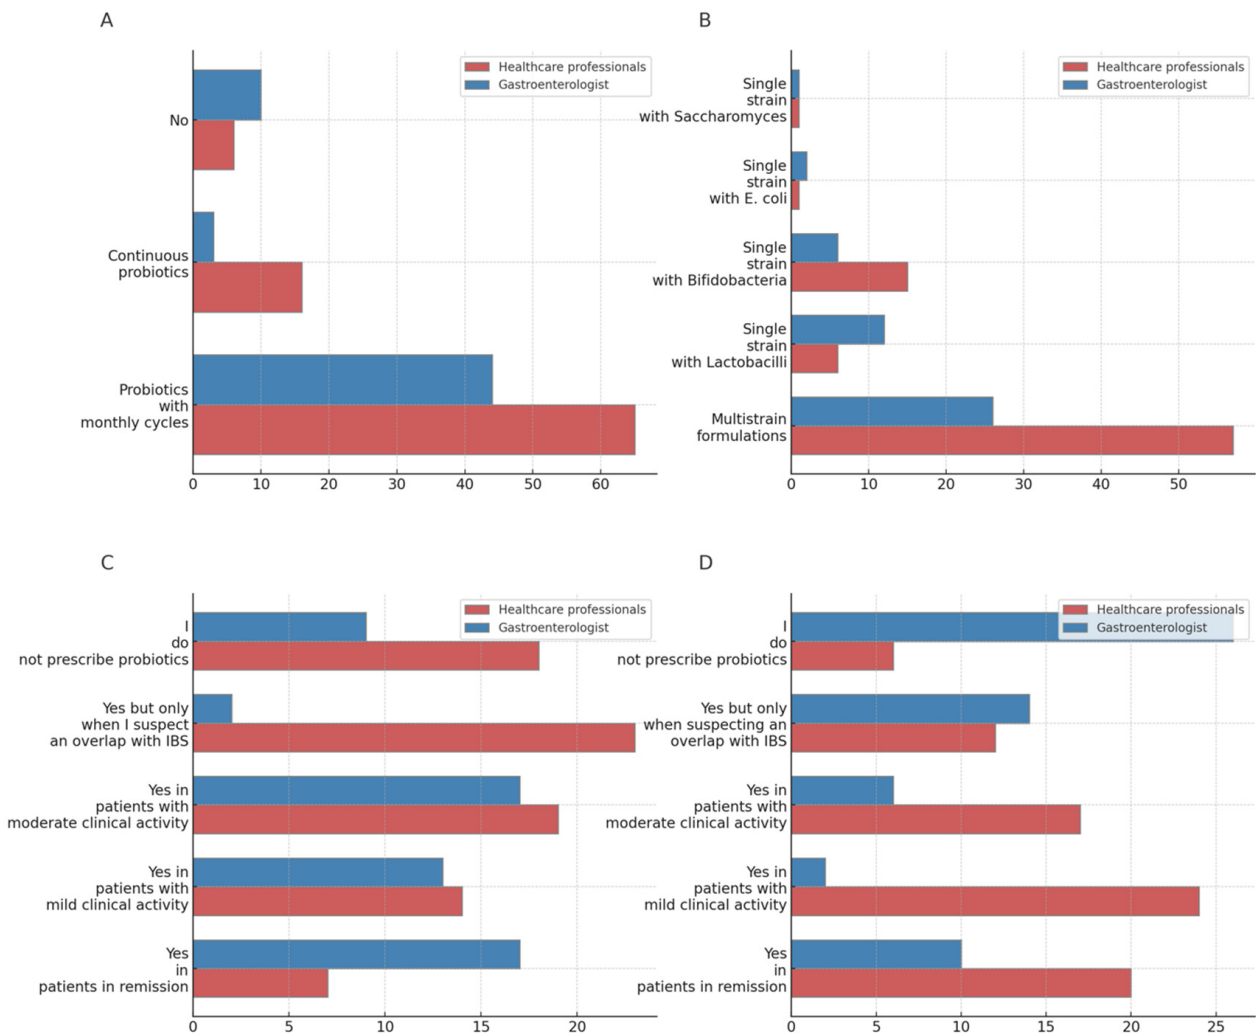 A
Healthcare professionals
Gastroenterologist
No
Continuous
probiotics
Probiotics
with
monthly cycles
0 10 20 30 40 50 60
B
Healthcare professionals
Gastroenterologist
Single
strain
with Saccharomyces
Single
strain
with E. coli
Single
strain
with Bifidobacteria
Single
strain
with Lactobacilli
Multistrain
formulations
0 10 20 30 40 50
C
Healthcare professionals
Gastroenterologist
I
do
not prescribe probiotics
Yes but only
when I suspect
an overlap with IBS
Yes in
patients with
moderate clinical activity
Yes in
patients with
mild clinical activity
Yes
in
patients in remission
0 5 10 15 20
D
Healthcare professionals
Gastroenterologist
I
do
not prescribe probiotics
Yes but only
when suspecting an
overlap with IBS
Yes in
patients with
moderate clinical activity
Yes in
patients with
mild clinical activity
Yes
in
patients in remission
0 5 10 15 20 25